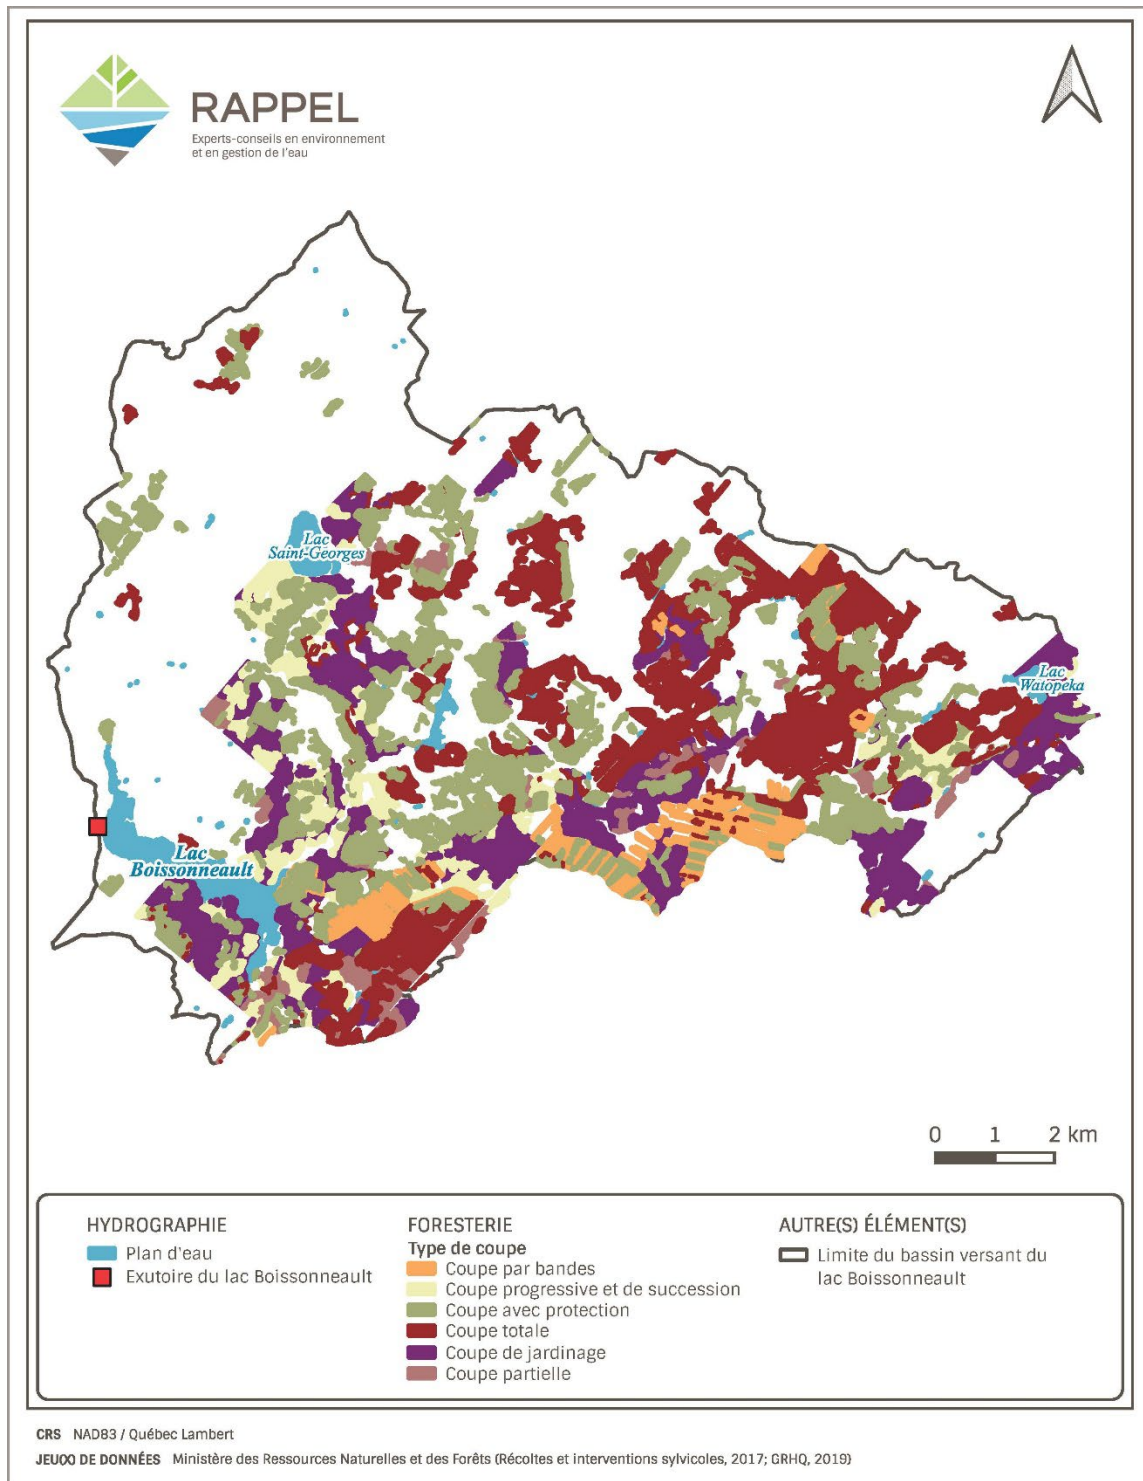 RAPPEL
Experts-conseils en environnement
et en gestion de l'eau
Lac
Saint-Georges
Lac
Watopeka
Lac
Boissonneault
0 1 2 km
HYDROGRAPHIE
Plan d'eau
Exutoire du lac Boissonneault
FORESTERIE
Type de coupe
Coupe par bandes
Coupe progressive et de succession
Coupe avec protection
Coupe totale
Coupe de jardinage
Coupe partielle
AUTRE(S) ÉLÉMENT(S)
Limite du bassin versant du
lac Boissonneault
CRS NAD83 / Québec Lambert
JEUX DE DONNÉES Ministère des Ressources Naturelles et des Forêts (Récoltes et interventions sylvicoles, 2017; GRHQ, 2019)